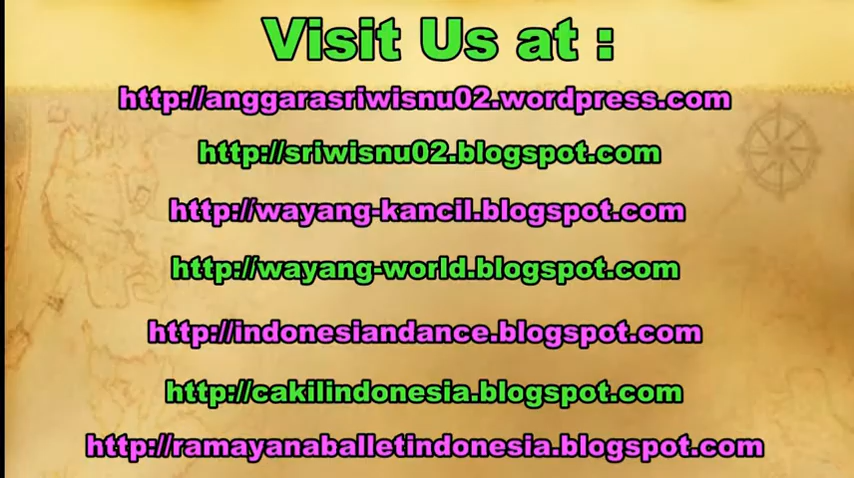 Visit Us at :
http://anggarasriwisnu02.wordpress.com
http://sriwisnu02.blogspot.com
http://wayang-kancil.blogspot.com
http://wayang-world.blogspot.com
http://indonesiandance.blogspot.com
http://cakilindonesia.blogspot.com
http://ramayanaballetindonesia.blogspot.com